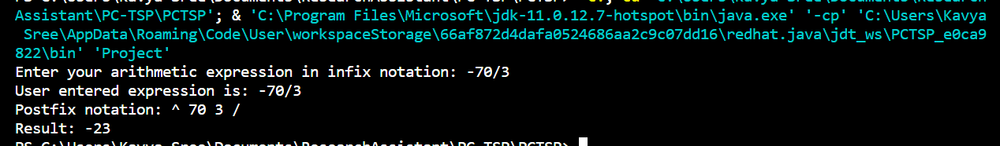 Assistant\PC-TSP\PCTSP'; & 'C:\Program Files\Microsoft\jdk-11.0.12.7-hotspot\bin\java.exe' '-cp' 'C:\Users\Kavya
 Sree\AppData\Roaming\Code\User\workspaceStorage\66af872d4dafa0524686aa2c9c07dd16\redhat.java\jdt_ws\PCTSP_e0ca9
822\bin' 'Project'
Enter your arithmetic expression in infix notation: -70/3
User entered expression is: -70/3
Postfix notation: ^ 70 3 /
Result: -23
PS C:\Users\Kavya Sree\Documents\ResearchAssistant\PC-TSP\PCTSP>